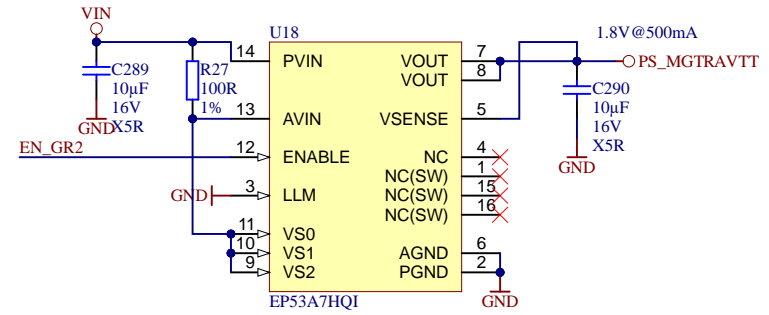 VIN
U18
1.8V@500mA
14
PVIN
VOUT
7
VOUT
8
PS_MGTRAVTT
C289
10µF
16V
X5R
GND
R27
100R
1%
13
AVIN
VSENSE
5
C290
10µF
16V
X5R
GND
EN_GR2
12
ENABLE
NC
4
NC(SW)
1
GND
3
LLM
NC(SW)
15
NC(SW)
16
11
VS0
10
VS1
AGND
6
9
VS2
PGND
2
EP53A7HQI
GND